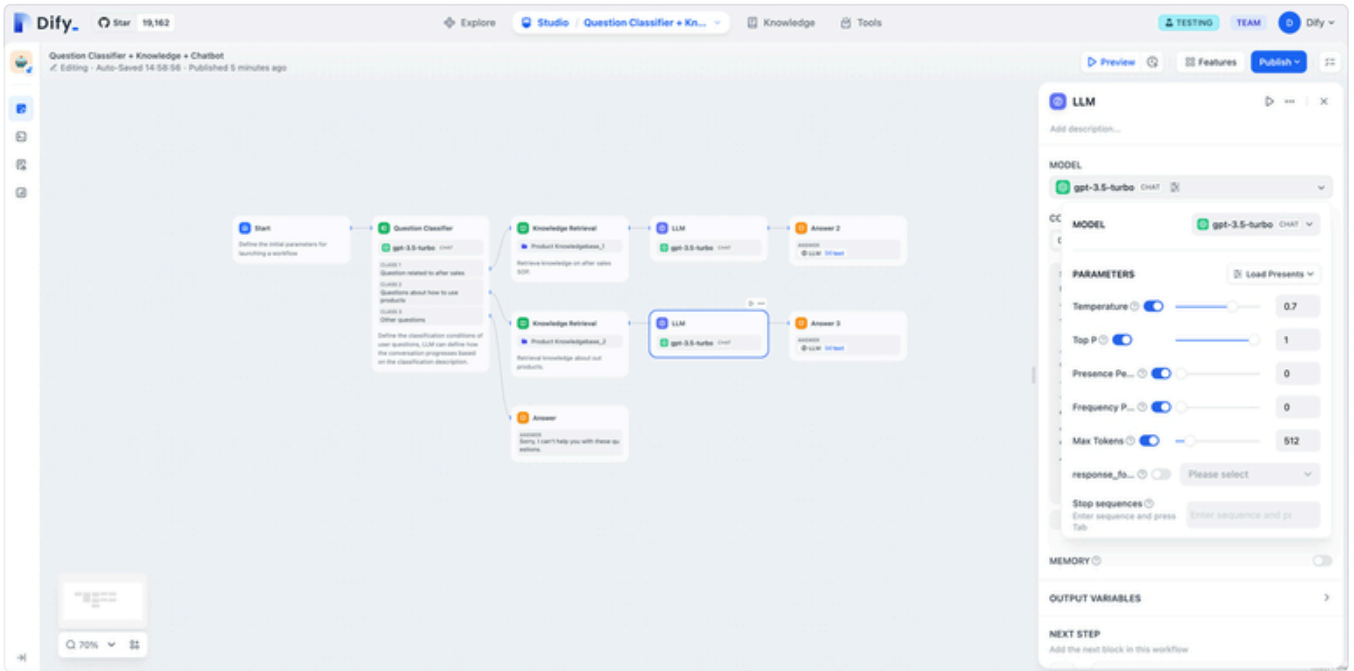 Dify_
Star 19,162
Explore
Studio / Question Classifier + Kn...
Knowledge
Tools
TESTING
TEAM
D
Dify
Question Classifier + Knowledge + Chatbot
Editing · Auto-Saved 14:56:56 · Published 5 minutes ago
Preview
Features
Publish
Start
Define the initial parameters for
launching a workflow
Question Classifier
gpt-3.5-turbo CHAT
CLASS 1
Question related to after sales
CLASS 2
Questions about how to use
products
CLASS 3
Other questions
Define the classification conditions of
user questions, LLM can define how
the conversation progresses based
on the classification description.
Knowledge Retrieval
Product Knowledgebase_1
Retrieve knowledge on after sales
SOP.
LLM
gpt-3.5-turbo CHAT
Answer 2
ANSWER
LLM text
Knowledge Retrieval
Product Knowledgebase_2
Retrieval knowledge about out
products.
LLM
gpt-3.5-turbo CHAT
Answer 3
ANSWER
LLM text
Answer
ANSWER
Sorry, I can't help you with these qu
estions.
70%
LLM
Add description...
MODEL
gpt-3.5-turbo CHAT
MODEL
gpt-3.5-turbo CHAT
PARAMETERS
Load Presents
Temperature 0.7
Top P 1
Presence Pe... 0
Frequency P... 0
Max Tokens 512
response_fo... Please select
Stop sequences
Enter sequence and press
Tab
Enter sequence and pr
MEMORY
OUTPUT VARIABLES
NEXT STEP
Add the next block in this workflow